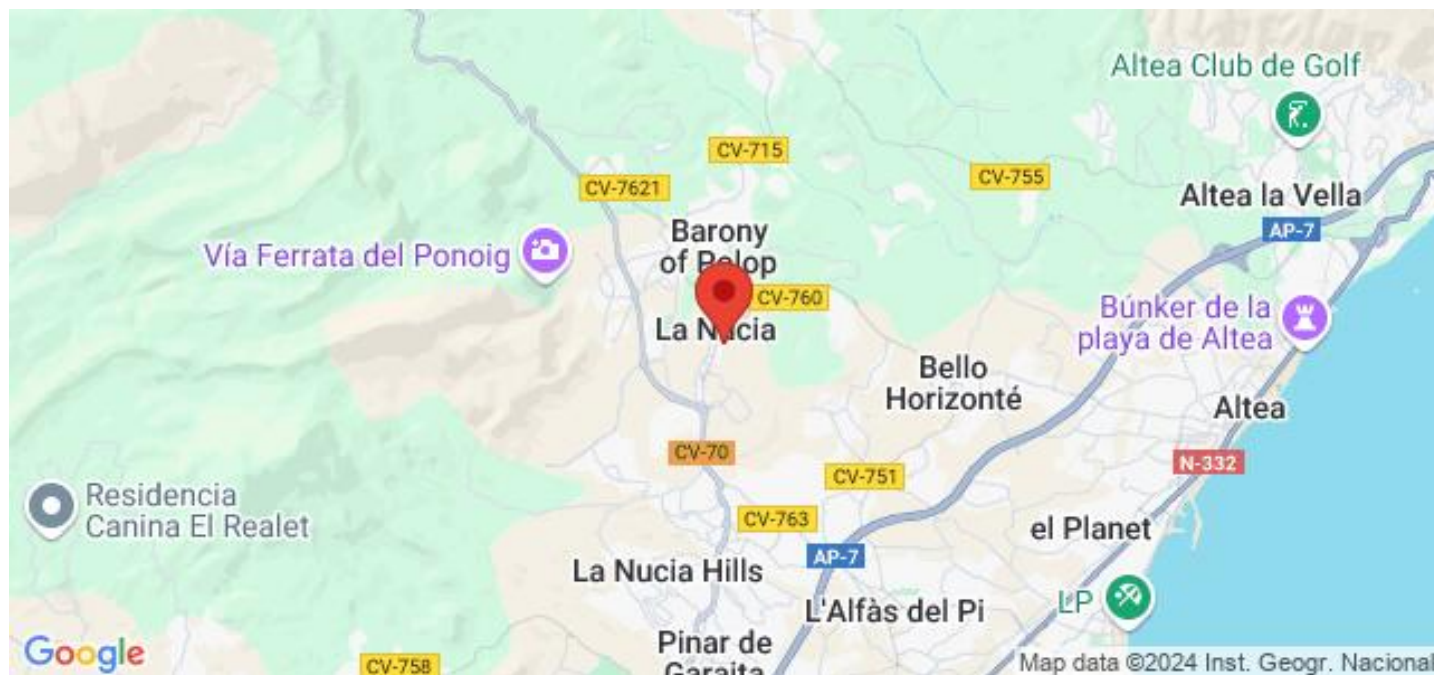 Altea Club de Golf
CV-715
CV-755
CV-7621
Altea la Vella
AP-7
Barony
of Polop
Vía Ferrata del Ponoig
CV-760
Búnker de la
playa de Altea
La Nucia
Bello
Horizonté
Altea
CV-70
N-332
CV-751
Residencia
Canina El Realet
CV-763
el Planet
AP-7
La Nucia Hills
LP
L'Alfàs del Pi
Pinar de
Garaita
Google
CV-758
Map data ©2024 Inst. Geogr. Nacional